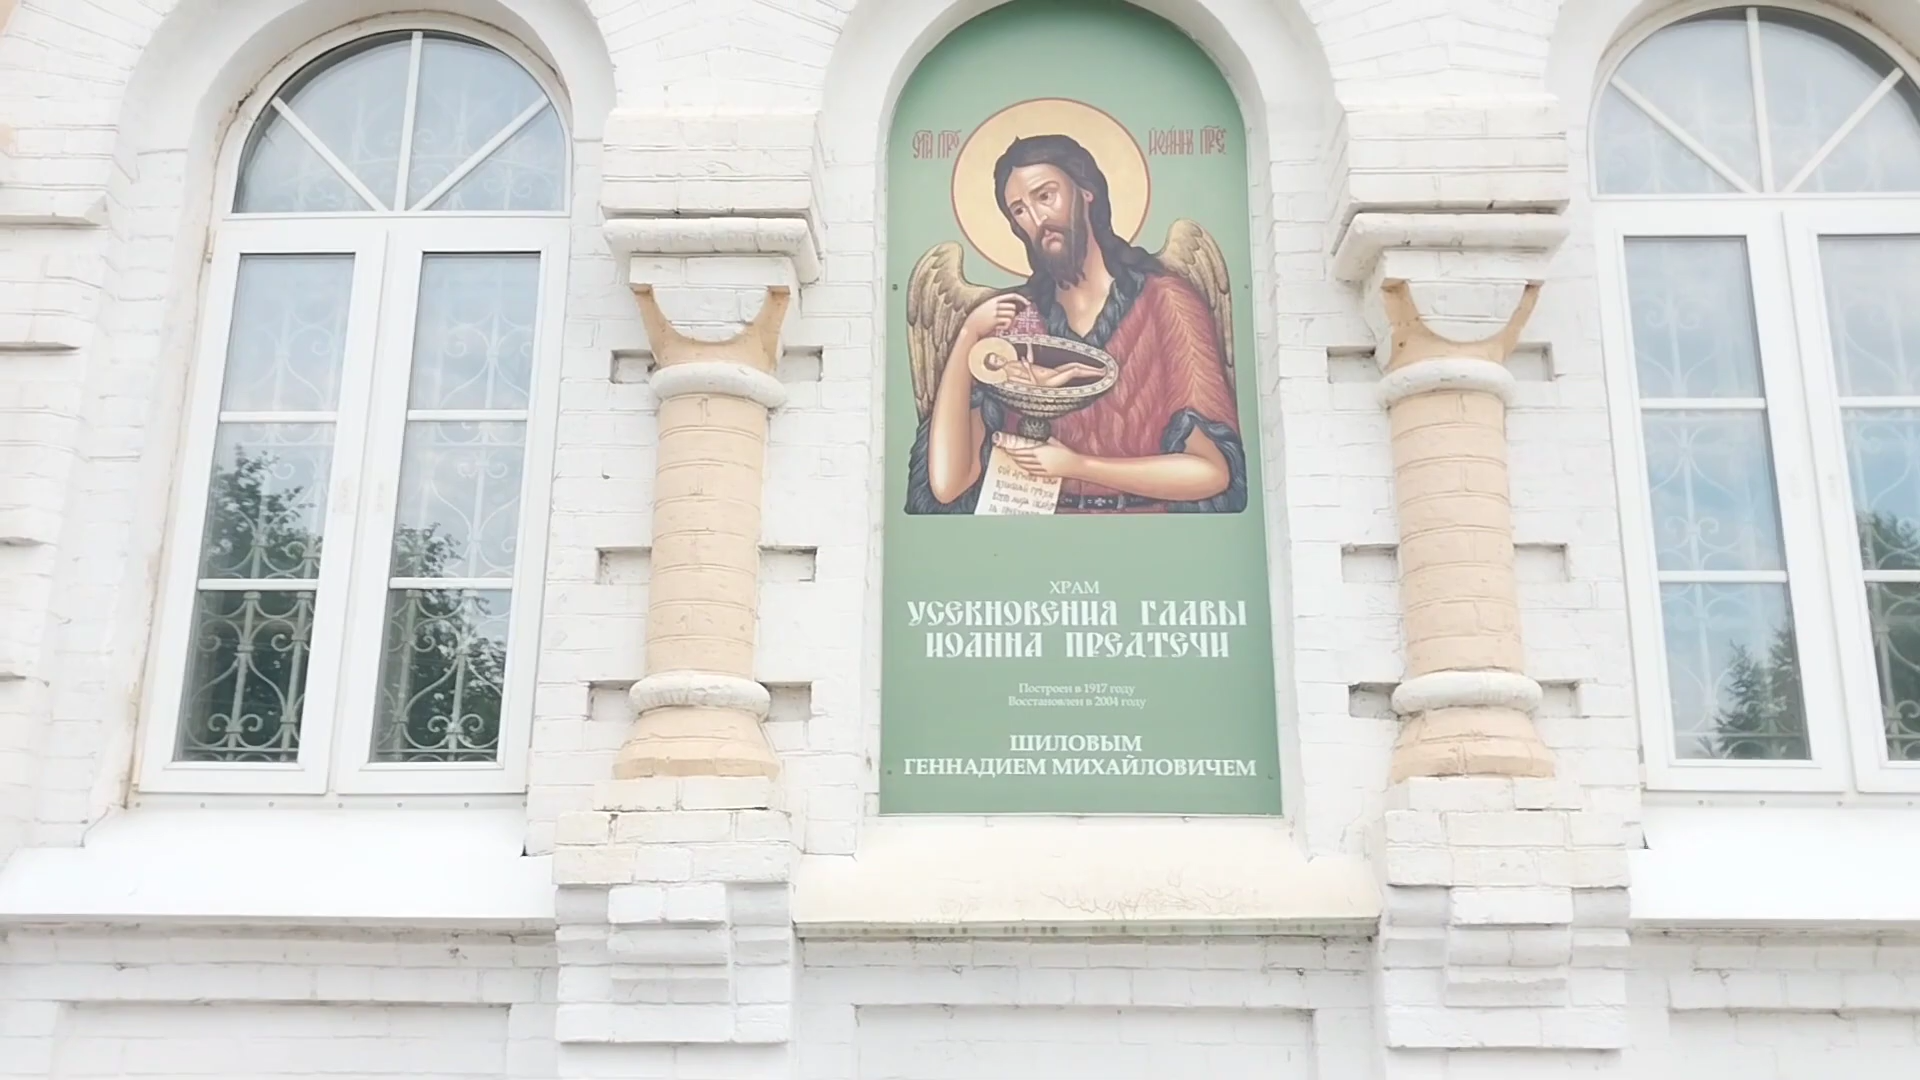 ХРАМ
УСЕКНОВЕНИЯ ГЛАВЫ
ИОАННА ПРЕДТЕЧИ
Построен в 1917 году
Восстановлен в 2004 году
ШИЛОВЫМ
ГЕННАДИЕМ МИХАЙЛОВИЧЕМ